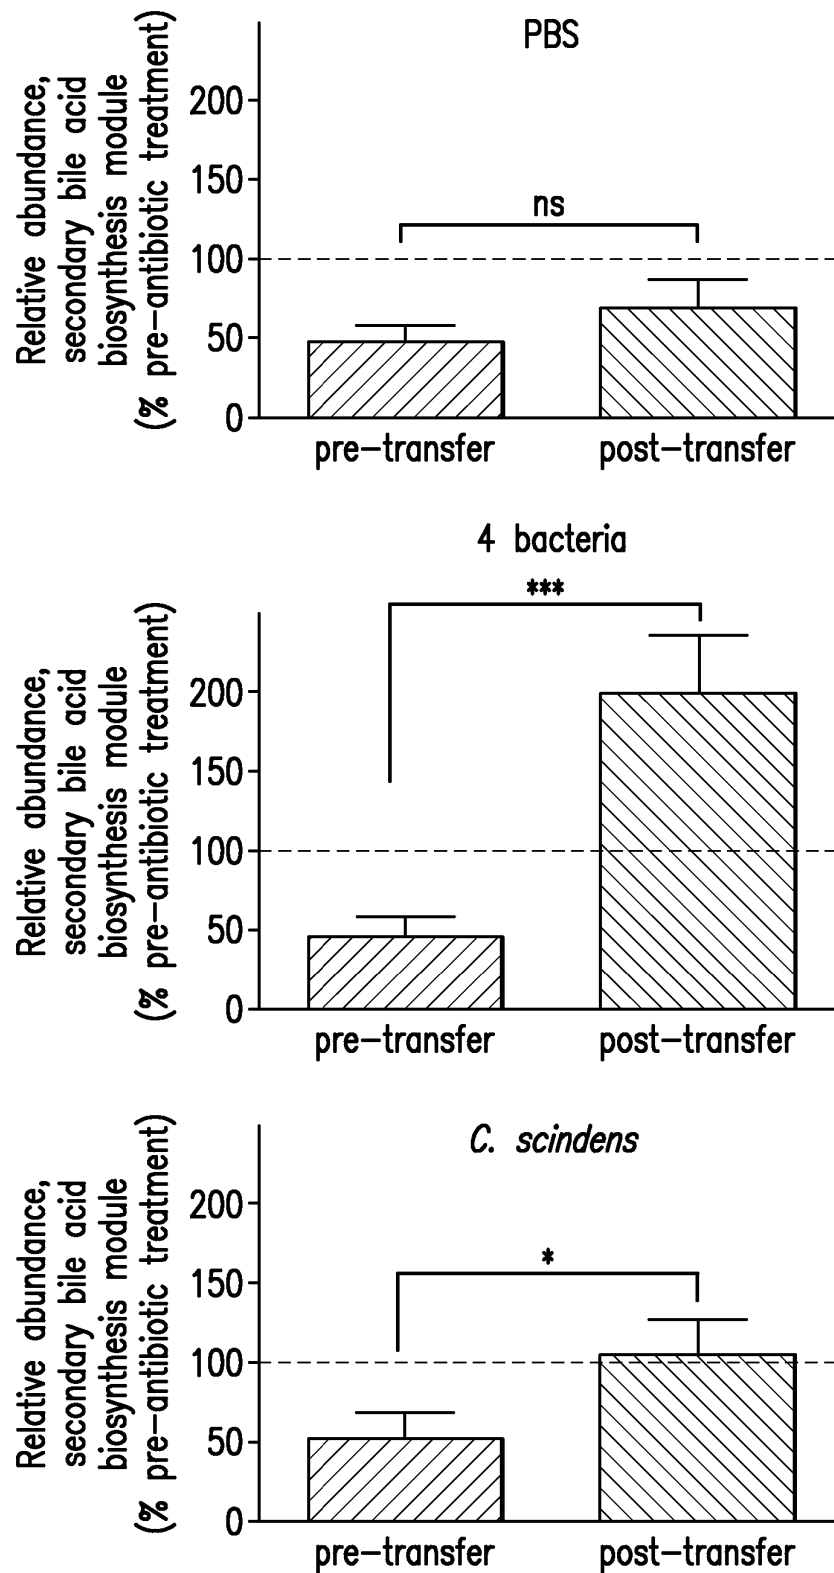 PBS
Relative abundance,
secondary bile acid
biosynthesis module
(% pre-antibiotic treatment)
200
150
100
50
0
ns
pre-transfer post-transfer
4 bacteria
***
Relative abundance,
secondary bile acid
biosynthesis module
(% pre-antibiotic treatment)
200
150
100
50
0
pre-transfer post-transfer
C. scindens
Relative abundance,
secondary bile acid
biosynthesis module
(% pre-antibiotic treatment)
200
150
100
50
0
*
pre-transfer post-transfer